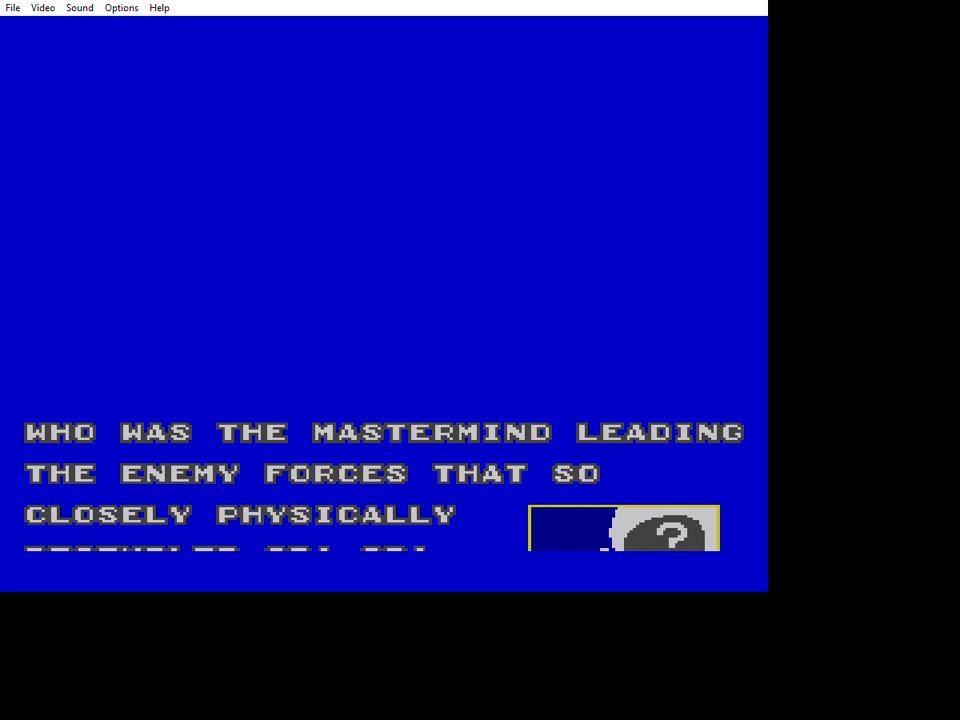 File Video Sound Options Help
WHO WAS THE MASTERMIND LEADING
THE ENEMY FORCES THAT SO
CLOSELY PHYSICALLY
?